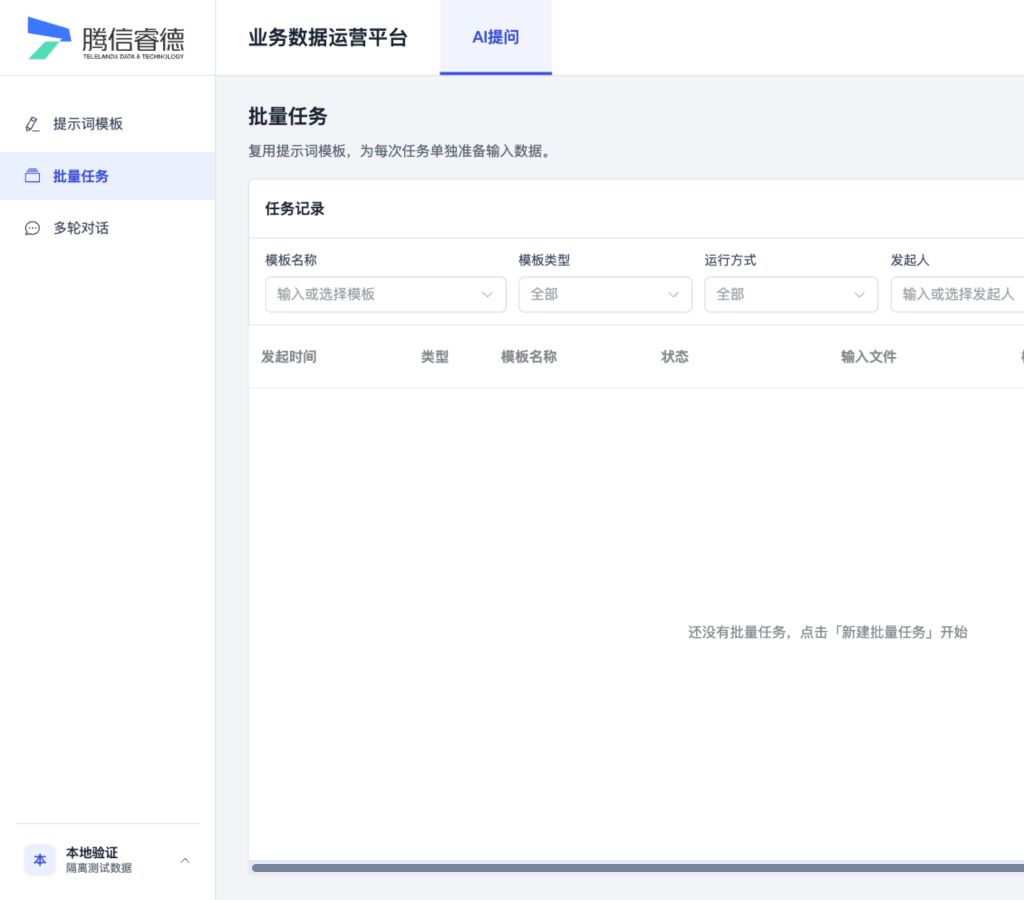 腾信睿德
TELELANDS DATA & TECHNOLOGY
业务数据运营平台
AI提问
提示词模板
批量任务
多轮对话
批量任务
复用提示词模板，为每次任务单独准备输入数据。
任务记录
模板名称 模板类型 运行方式 发起人
输入或选择模板 全部 全部 输入或选择发起人
发起时间 类型 模板名称 状态 输入文件
还没有批量任务，点击「新建批量任务」开始
本
本地验证
隔离测试数据